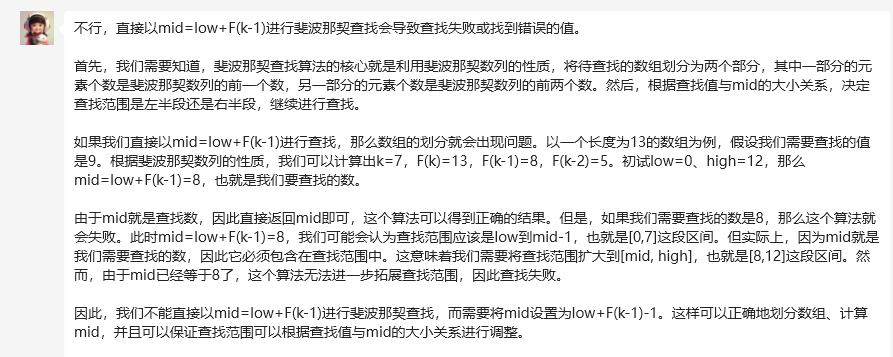 不行，直接以mid=low+F(k-1)进行斐波那契查找会导致查找失败或找到错误的值。
首先，我们需要知道，斐波那契查找算法的核心就是利用斐波那契数列的性质，将待查找的数组划分为两个部分，其中一部分的元
素个数是斐波那契数列的前一个数，另一部分的元素个数是斐波那契数列的前两个数。然后，根据查找值与mid的大小关系，决定
查找范围是左半段还是右半段，继续进行查找。
如果我们直接以mid=low+F(k-1)进行查找，那么数组的划分就会出现问题。以一个长度为13的数组为例，假设我们需要查找的值
是9。根据斐波那契数列的性质，我们可以计算出k=7，F(k)=13，F(k-1)=8，F(k-2)=5。初试low=0、high=12，那么
mid=low+F(k-1)=8，也就是我们要查找的数。
由于mid就是查找数，因此直接返回mid即可，这个算法可以得到正确的结果。但是，如果我们需要查找的数是8，那么这个算法就
会失败。此时mid=low+F(k-1)=8，我们可能会认为查找范围应该是low到mid-1，也就是[0,7]这段区间。但实际上，因为mid就是
我们需要查找的数，因此它必须包含在查找范围中。这意味着我们需要将查找范围扩大到[mid, high]，也就是[8,12]这段区间。然
而，由于mid已经等于8了，这个算法无法进一步拓展查找范围，因此查找失败。
因此，我们不能直接以mid=low+F(k-1)进行斐波那契查找，而需要将mid设置为low+F(k-1)-1。这样可以正确地划分数组、计算
mid，并且可以保证查找范围可以根据查找值与mid的大小关系进行调整。